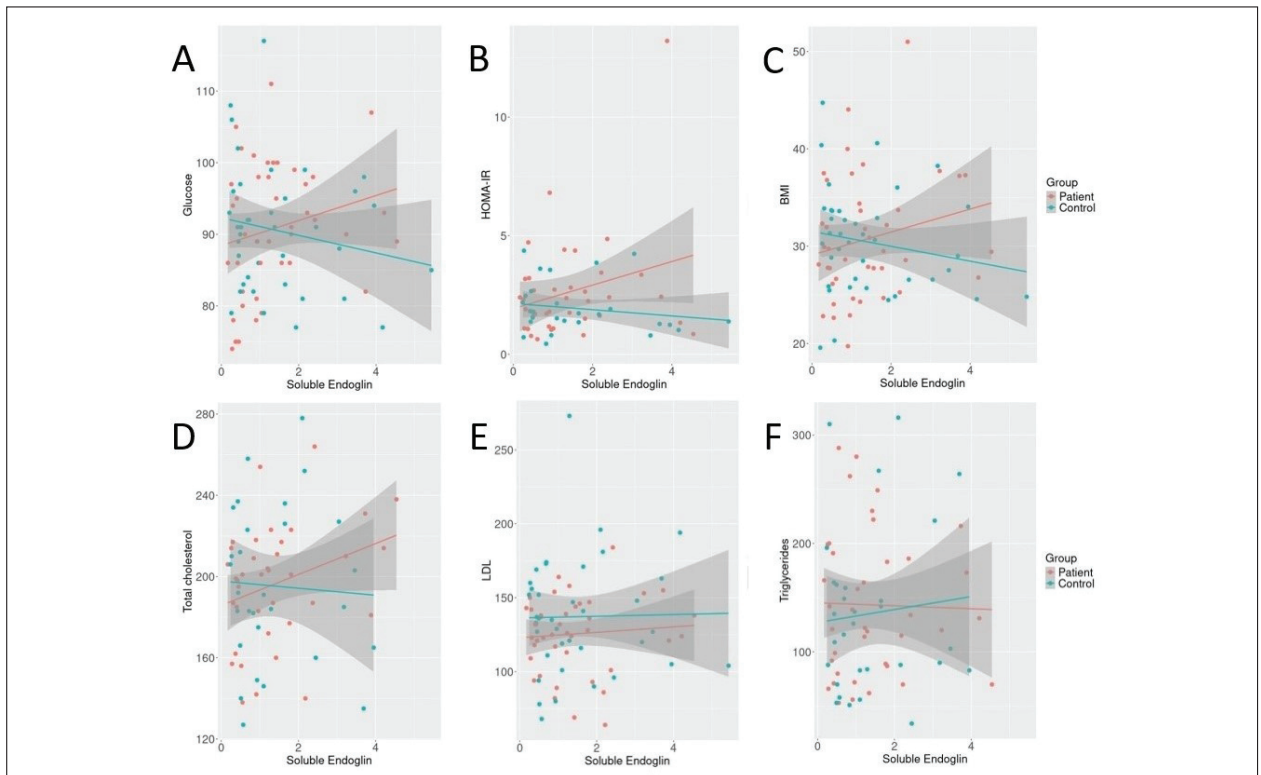 A
Glucose
110
100
90
80
0 2 4
Soluble Endoglin
B
HOMA-IR
10
5
0
0 2 4
Soluble Endoglin
C
BMI
50
40
30
20
0 2 4
Soluble Endoglin
Group
Patient
Control
D
Total cholesterol
280
240
200
160
120
0 2 4
Soluble Endoglin
E
LDL
250
200
150
100
0 2 4
Soluble Endoglin
F
Triglycerides
300
200
100
0 2 4
Soluble Endoglin
Group
Patient
Control